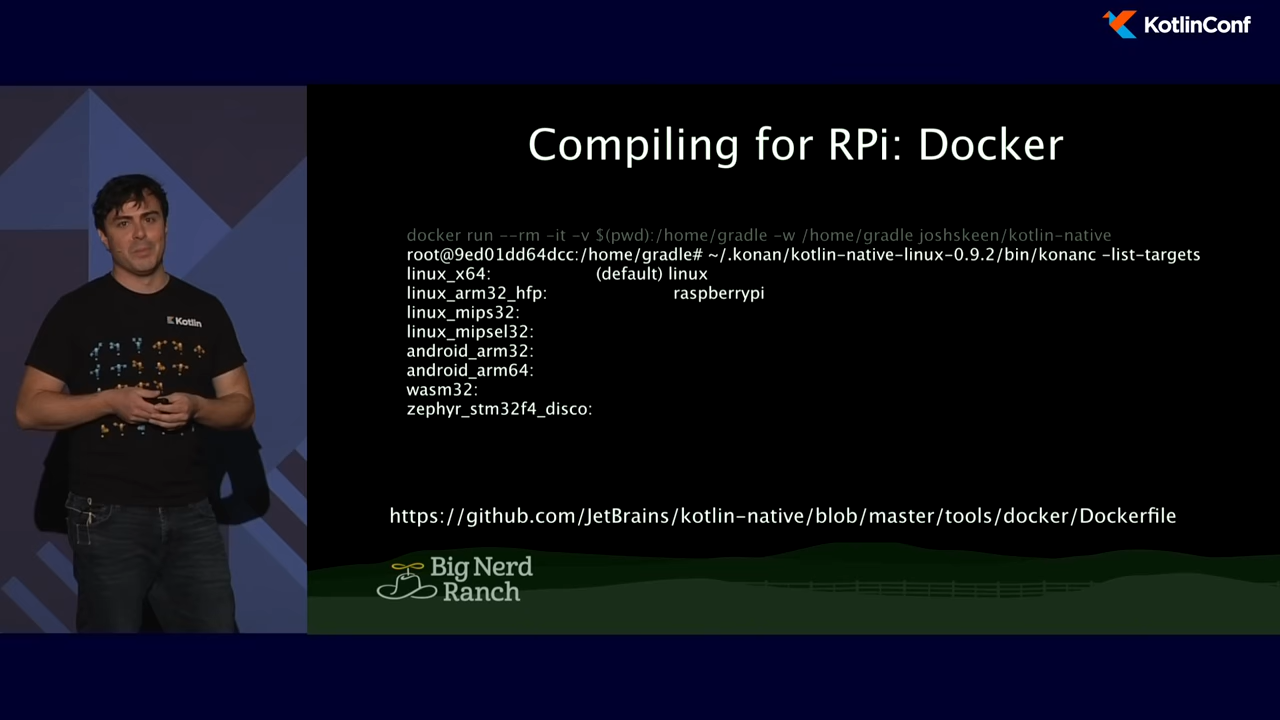 KotlinConf
Compiling for RPi: Docker
docker run --rm -it -v $(pwd):/home/gradle -w /home/gradle joshskeen/kotlin-native
root@9ed01dd64dcc:/home/gradle# ~/.konan/kotlin-native-linux-0.9.2/bin/konanc -list-targets
linux_x64: (default) linux
linux_arm32_hfp: raspberrypi
linux_mips32:
linux_mipsel32:
android_arm32:
android_arm64:
wasm32:
zephyr_stm32f4_disco:
https://github.com/JetBrains/kotlin-native/blob/master/tools/docker/Dockerfile
Big Nerd
Ranch
Kotlin